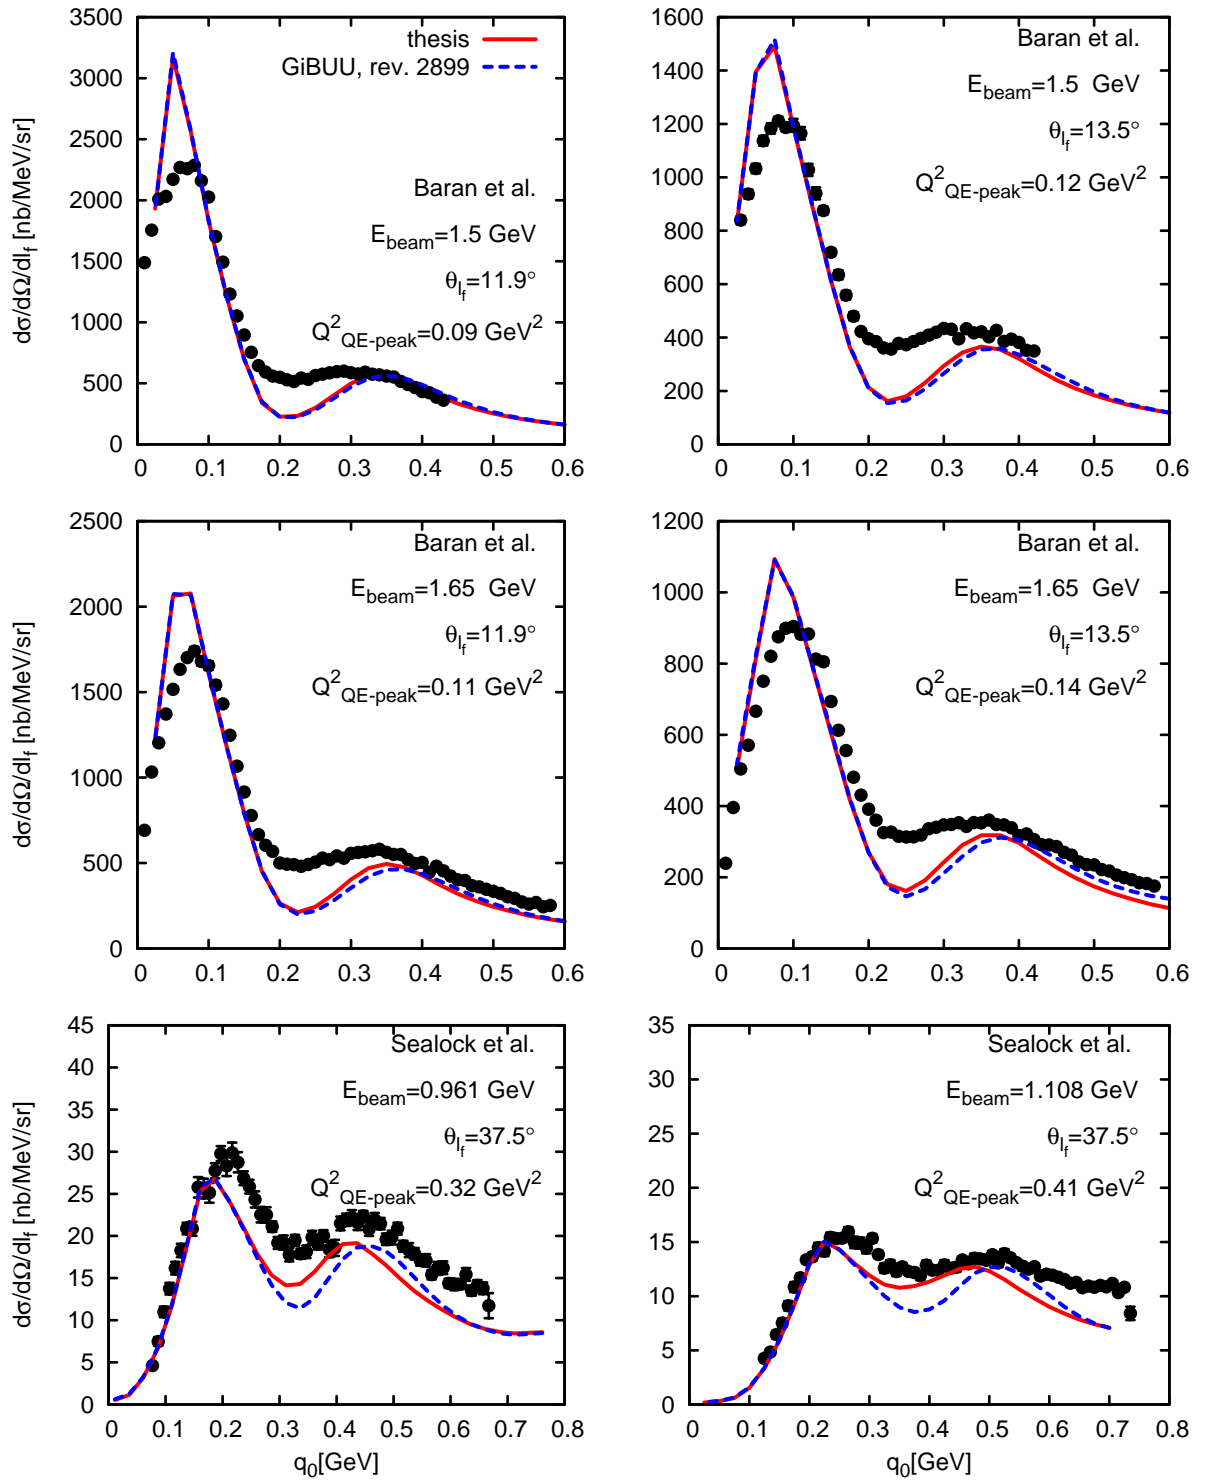 thesis
GiBUU, rev. 2899
Baran et al.
E_beam=1.5 GeV
θ_l_f=11.9°
Q²_QE-peak=0.09 GeV²
dσ/dΩ/dl_f [nb/MeV/sr]
3500
3000
2500
2000
1500
1000
500
0
0 0.1 0.2 0.3 0.4 0.5 0.6
Baran et al.
E_beam=1.5 GeV
θ_l_f=13.5°
Q²_QE-peak=0.12 GeV²
1600
1400
1200
1000
800
600
400
200
0
0 0.1 0.2 0.3 0.4 0.5 0.6
Baran et al.
E_beam=1.65 GeV
θ_l_f=11.9°
Q²_QE-peak=0.11 GeV²
dσ/dΩ/dl_f [nb/MeV/sr]
2500
2000
1500
1000
500
0
0 0.1 0.2 0.3 0.4 0.5 0.6
Baran et al.
E_beam=1.65 GeV
θ_l_f=13.5°
Q²_QE-peak=0.14 GeV²
1200
1000
800
600
400
200
0
0 0.1 0.2 0.3 0.4 0.5 0.6
Sealock et al.
E_beam=0.961 GeV
θ_l_f=37.5°
Q²_QE-peak=0.32 GeV²
dσ/dΩ/dl_f [nb/MeV/sr]
45
40
35
30
25
20
15
10
5
0
0 0.1 0.2 0.3 0.4 0.5 0.6 0.7 0.8
q_0[GeV]
Sealock et al.
E_beam=1.108 GeV
θ_l_f=37.5°
Q²_QE-peak=0.41 GeV²
35
30
25
20
15
10
5
0
0 0.1 0.2 0.3 0.4 0.5 0.6 0.7 0.8
q_0[GeV]